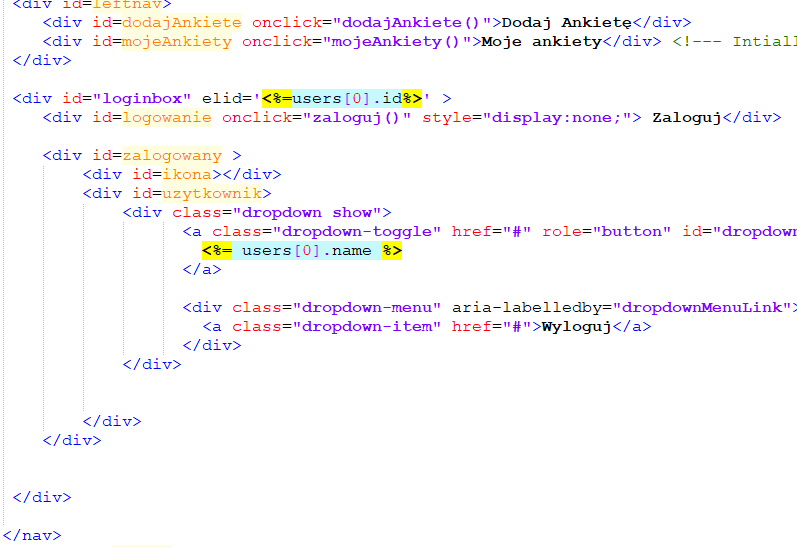 <div id=leftnav>
<div id=dodajAnkiete onclick="dodajAnkiete()">Dodaj Ankietę</div>
<div id=mojeAnkiety onclick="mojeAnkiety()">Moje ankiety</div> <!--- Intiall
</div>
<div id="loginbox" elid='<%=users[0].id%>' >
<div id=logowanie onclick="zaloguj()" style="display:none;"> Zaloguj</div>
<div id=zalogowany >
<div id=ikona></div>
<div id=uzytkownik>
<div class="dropdown show">
<a class="dropdown-toggle" href="#" role="button" id="dropdown
<%= users[0].name %>
</a>
<div class="dropdown-menu" aria-labelledby="dropdownMenuLink">
<a class="dropdown-item" href="#">Wyloguj</a>
</div>
</div>
</div>
</div>
</div>
</nav>